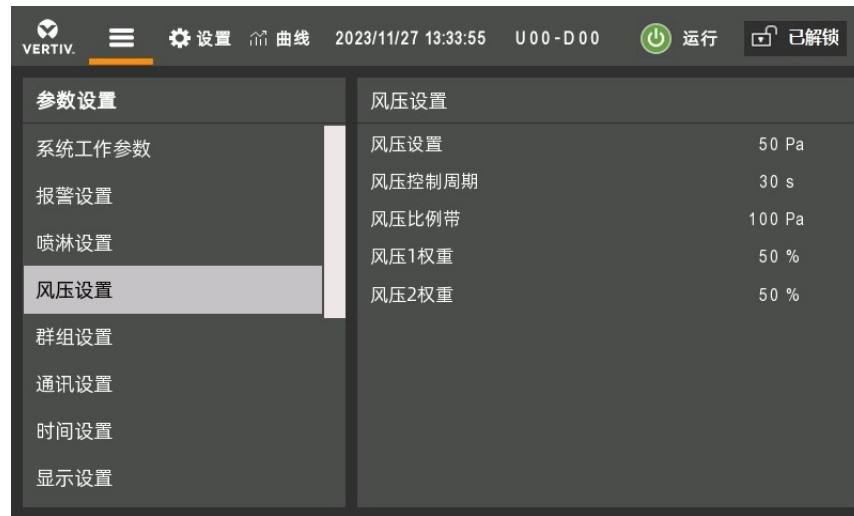 VERTIV. 设置 曲线 2023/11/27 13:33:55 U00-D00 运行 已解锁
参数设置
系统工作参数
报警设置
喷淋设置
风压设置
群组设置
通讯设置
时间设置
显示设置
风压设置
风压设置 50 Pa
风压控制周期 30 s
风压比例带 100 Pa
风压1权重 50 %
风压2权重 50 %